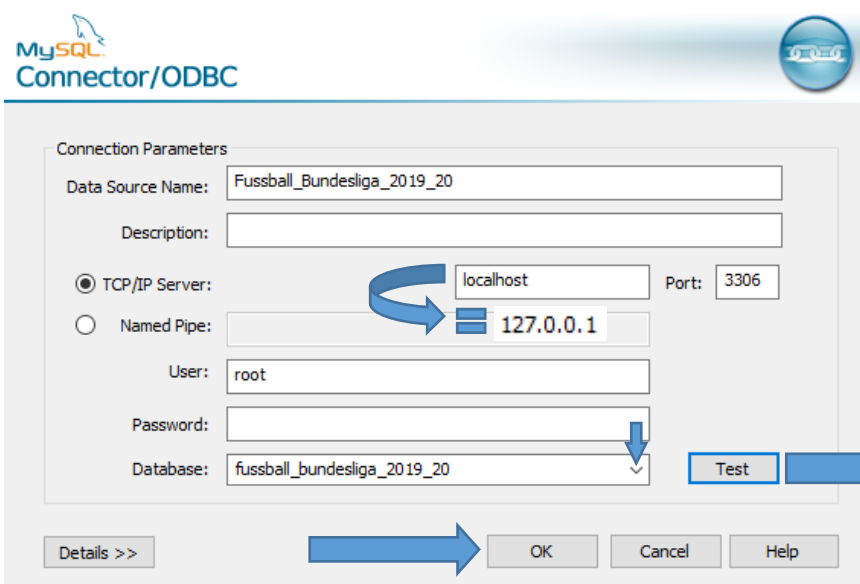 MySQL
Connector/ODBC
Connection Parameters
Data Source Name: Fussball_Bundesliga_2019_20
Description:
TCP/IP Server: localhost Port: 3306
Named Pipe: 127.0.0.1
User: root
Password:
Database: fussball_bundesliga_2019_20 Test
Details >> OK Cancel Help